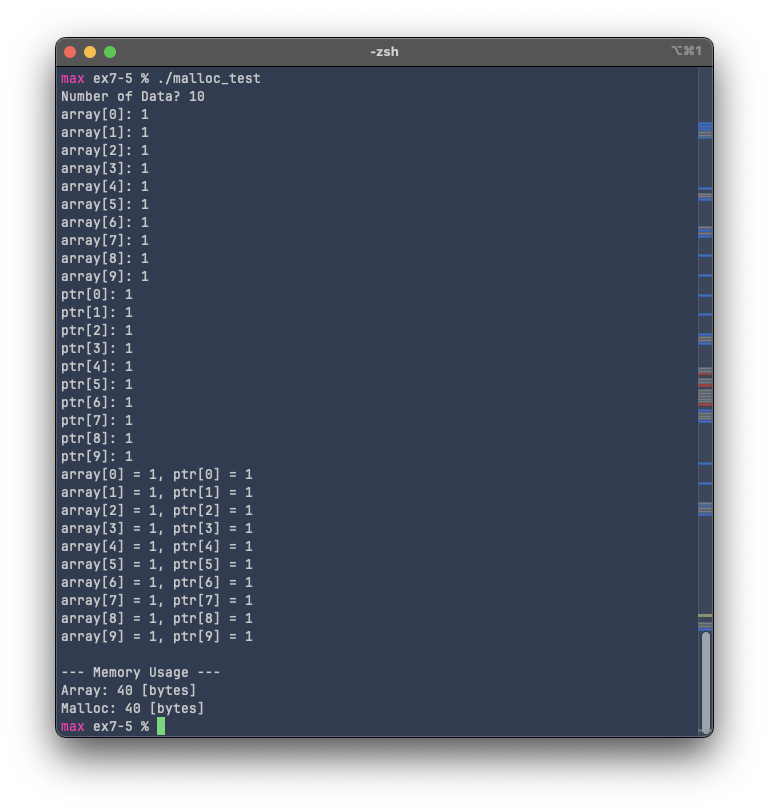 -zsh
⌥⌘1
max ex7-5 % ./malloc_test
Number of Data? 10
array[0]: 1
array[1]: 1
array[2]: 1
array[3]: 1
array[4]: 1
array[5]: 1
array[6]: 1
array[7]: 1
array[8]: 1
array[9]: 1
ptr[0]: 1
ptr[1]: 1
ptr[2]: 1
ptr[3]: 1
ptr[4]: 1
ptr[5]: 1
ptr[6]: 1
ptr[7]: 1
ptr[8]: 1
ptr[9]: 1
array[0] = 1, ptr[0] = 1
array[1] = 1, ptr[1] = 1
array[2] = 1, ptr[2] = 1
array[3] = 1, ptr[3] = 1
array[4] = 1, ptr[4] = 1
array[5] = 1, ptr[5] = 1
array[6] = 1, ptr[6] = 1
array[7] = 1, ptr[7] = 1
array[8] = 1, ptr[8] = 1
array[9] = 1, ptr[9] = 1
--- Memory Usage ---
Array: 40 [bytes]
Malloc: 40 [bytes]
max ex7-5 %